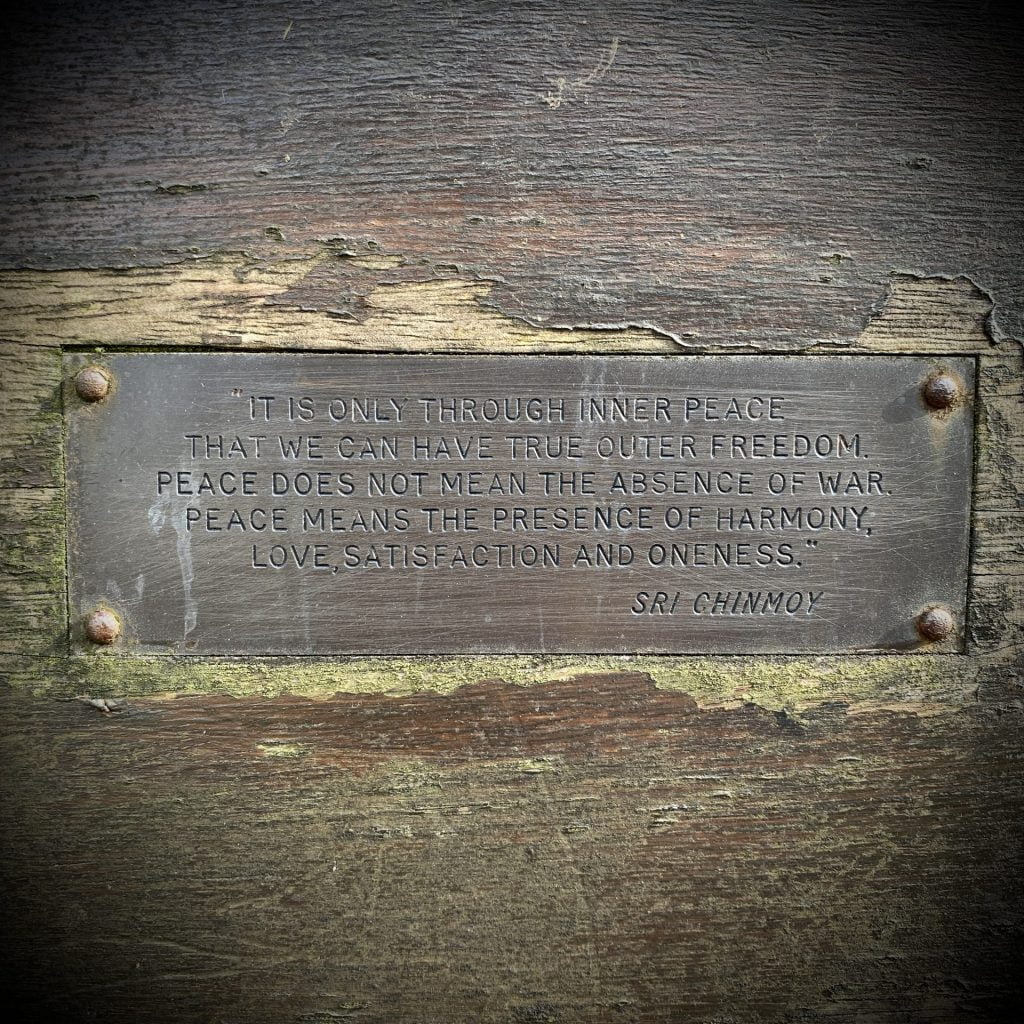 "IT IS ONLY THROUGH INNER PEACE
THAT WE CAN HAVE TRUE OUTER FREEDOM.
PEACE DOES NOT MEAN THE ABSENCE OF WAR.
PEACE MEANS THE PRESENCE OF HARMONY,
LOVE, SATISFACTION AND ONENESS."
SRI CHINMOY